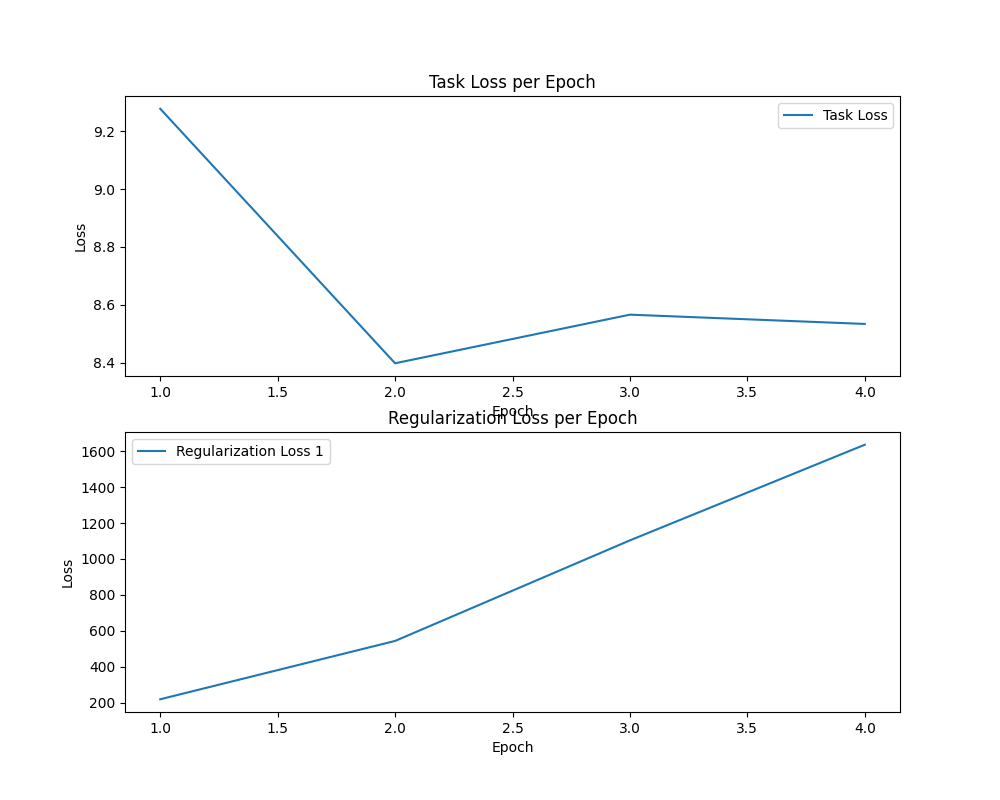 Task Loss per Epoch
Task Loss
Loss
9.2
9.0
8.8
8.6
8.4
1.0 1.5 2.0 2.5 3.0 3.5 4.0
Epoch
Regularization Loss per Epoch
Regularization Loss 1
Loss
1600
1400
1200
1000
800
600
400
200
1.0 1.5 2.0 2.5 3.0 3.5 4.0
Epoch